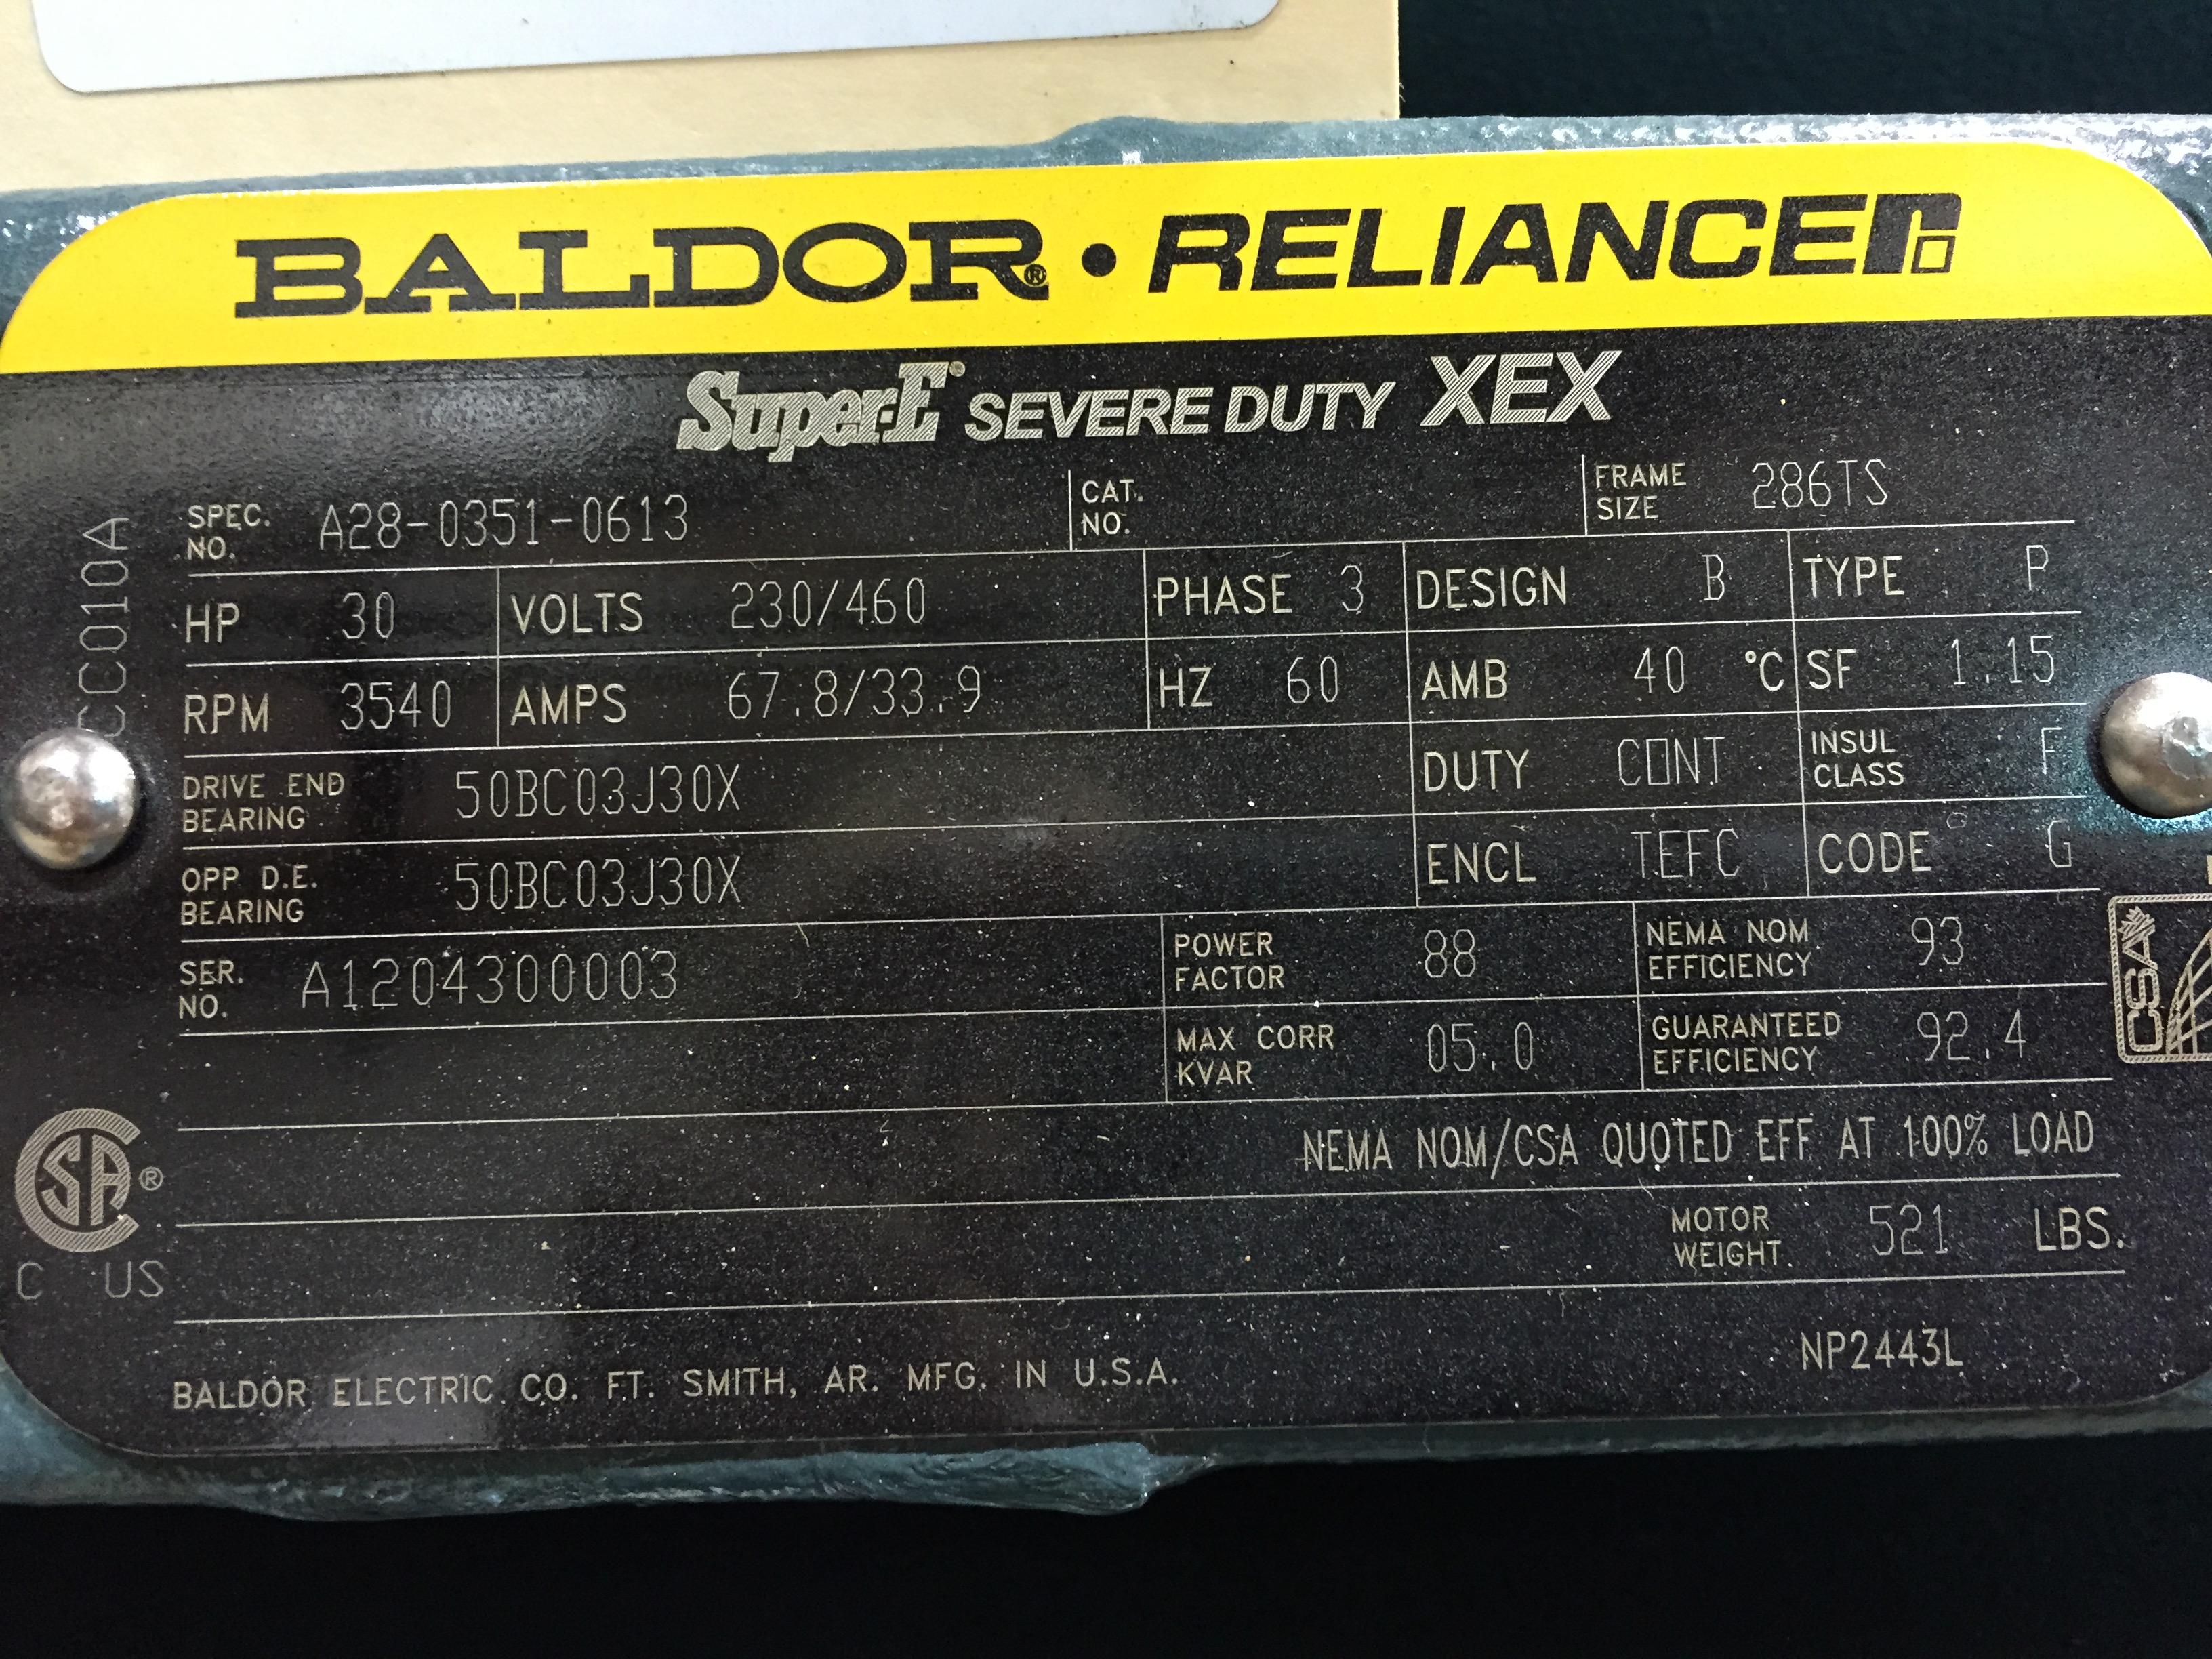 BALDOR® • RELIANCE
Super-E® SEVERE DUTY XEX
CC010A
SPEC. NO. A28-0351-0613 CAT. NO. FRAME SIZE 286TS
HP 30 VOLTS 230/460 PHASE 3 DESIGN B TYPE P
RPM 3540 AMPS 67.8/33.9 HZ 60 AMB 40 °C SF 1.15
DRIVE END BEARING 50BC03J30X DUTY CONT INSUL CLASS F
OPP D.E. BEARING 50BC03J30X ENCL TEFC CODE G
SER. NO. A1204300003 POWER FACTOR 88 NEMA NOM. EFFICIENCY 93
MAX CORR KVAR 05.0 GUARANTEED EFFICIENCY 92.4
CSA
NEMA NOM/CSA QUOTED EFF AT 100% LOAD
SA®
C US
MOTOR WEIGHT 521 LBS.
NP2443L
BALDOR ELECTRIC CO. FT. SMITH, AR. MFG. IN U.S.A.